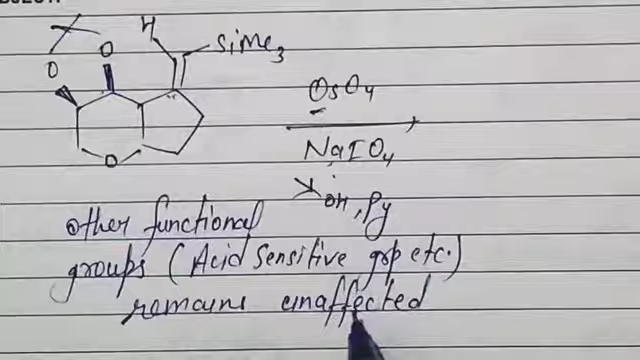 H
SiMe3
O
O
O
OsO4
NaIO4
OH, Py
other functional
groups (Acid sensitive grp etc.)
remains unaffected